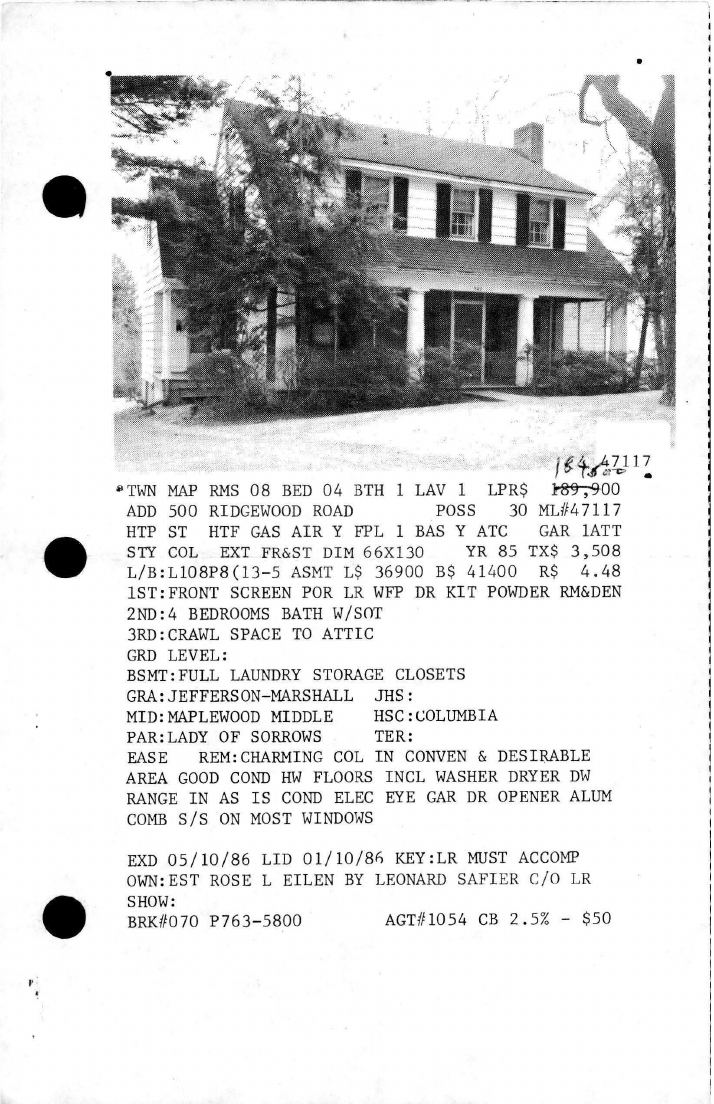 184,500 47117
TWN MAP RMS 08 BED 04 BTH 1 LAV 1 LPR$ 189,900
ADD 500 RIDGEWOOD ROAD POSS 30 ML#47117
HTP ST HTF GAS AIR Y FPL 1 BAS Y ATC GAR 1ATT
STY COL EXT FR&ST DIM 66X130 YR 85 TX$ 3,508
L/B:L108P8(13-5 ASMT L$ 36900 B$ 41400 R$ 4.48
1ST:FRONT SCREEN POR LR WFP DR KIT POWDER RM&DEN
2ND:4 BEDROOMS BATH W/SOT
3RD:CRAWL SPACE TO ATTIC
GRD LEVEL:
BSMT:FULL LAUNDRY STORAGE CLOSETS
GRA:JEFFERSON-MARSHALL JHS:
MID:MAPLEWOOD MIDDLE HSC:COLUMBIA
PAR:LADY OF SORROWS TER:
EASE REM:CHARMING COL IN CONVEN & DESIRABLE
AREA GOOD COND HW FLOORS INCL WASHER DRYER DW
RANGE IN AS IS COND ELEC EYE GAR DR OPENER ALUM
COMB S/S ON MOST WINDOWS
EXD 05/10/86 LID 01/10/86 KEY:LR MUST ACCOMP
OWN:EST ROSE L EILEN BY LEONARD SAFIER C/O LR
SHOW:
BRK#070 P763-5800 AGT#1054 CB 2.5% - $50